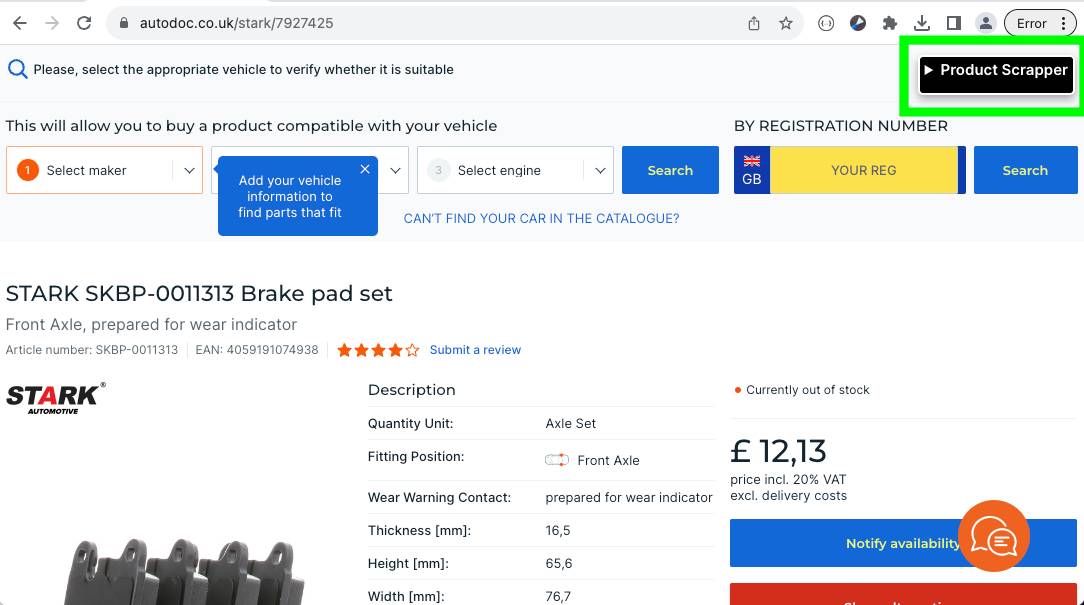 autodoc.co.uk/stark/7927425
Error
Please, select the appropriate vehicle to verify whether it is suitable
▶ Product Scrapper
This will allow you to buy a product compatible with your vehicle
BY REGISTRATION NUMBER
1 Select maker
Add your vehicle
information to
find parts that fit
3 Select engine
Search
GB
YOUR REG
Search
CAN'T FIND YOUR CAR IN THE CATALOGUE?
STARK SKBP-0011313 Brake pad set
Front Axle, prepared for wear indicator
Article number: SKBP-0011313
EAN: 4059191074938
Submit a review
STARK®
AUTOMOTIVE
Description
Quantity Unit: Axle Set
Fitting Position: Front Axle
Wear Warning Contact: prepared for wear indicator
Thickness [mm]: 16,5
Height [mm]: 65,6
Width [mm]: 76,7
Currently out of stock
£ 12,13
price incl. 20% VAT
excl. delivery costs
Notify availability